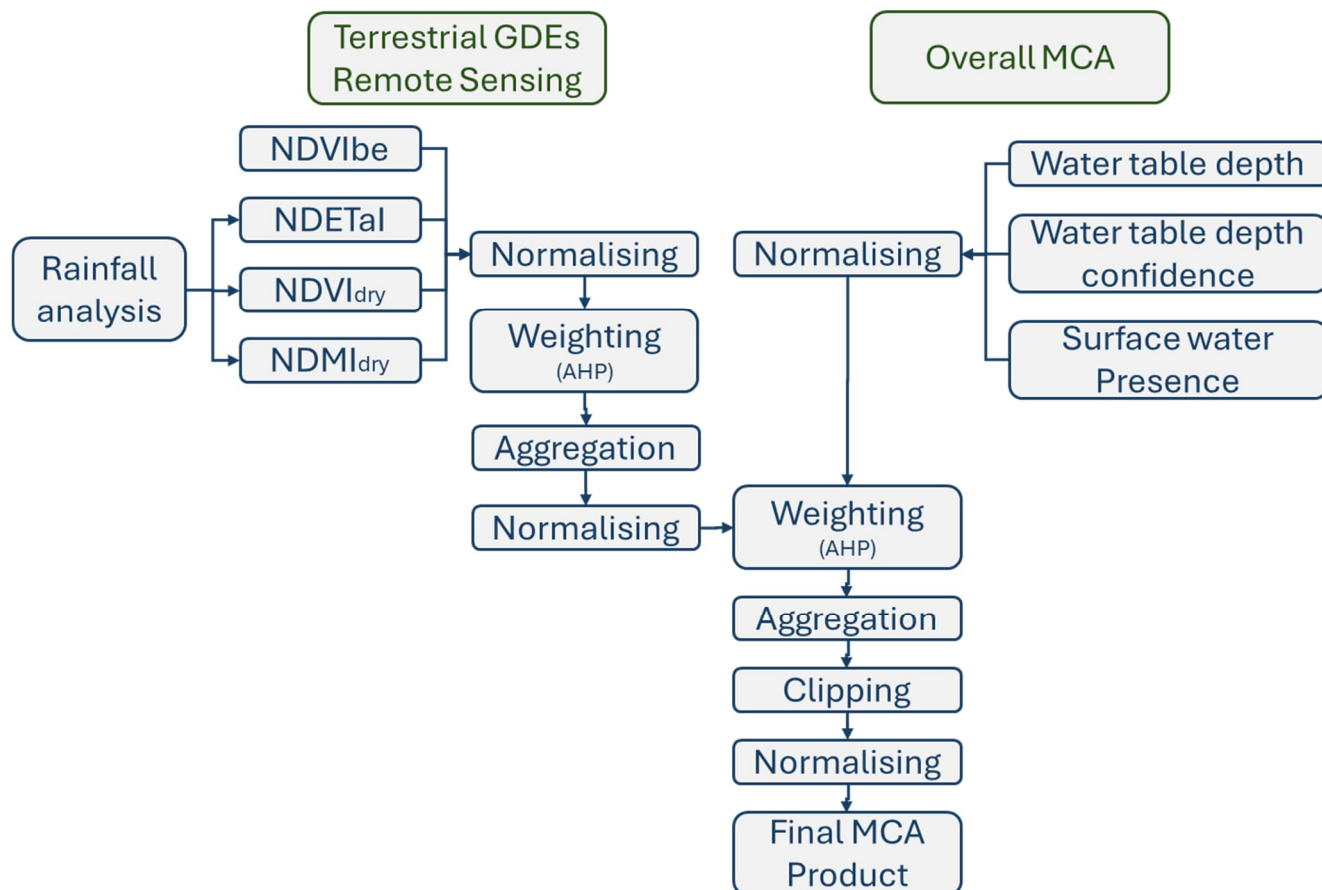 Terrestrial GDEs
Remote Sensing
Overall MCA
NDVIbe
NDETaI
NDVIdry
NDMIdry
Rainfall
analysis
Normalising
Weighting
(AHP)
Aggregation
Normalising
Water table depth
Water table depth
confidence
Surface water
Presence
Normalising
Weighting
(AHP)
Aggregation
Clipping
Normalising
Final MCA
Product